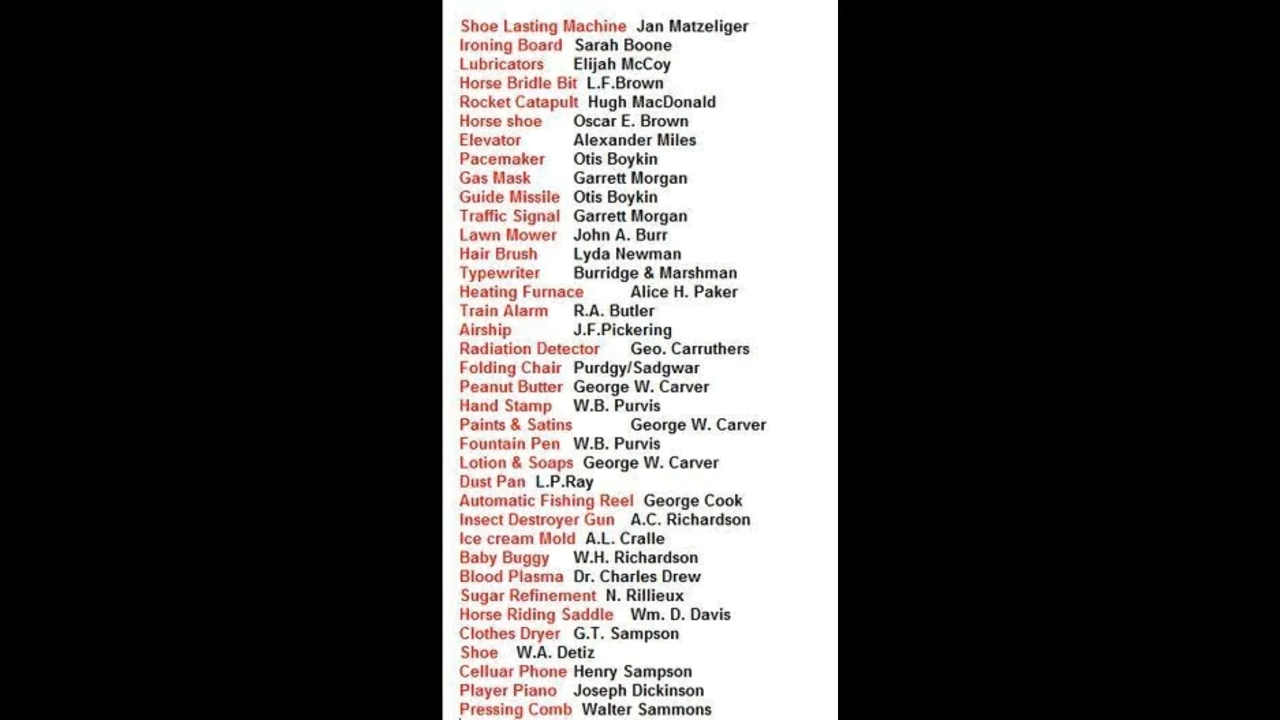 Shoe Lasting Machine Jan Matzeliger
Ironing Board Sarah Boone
Lubricators Elijah McCoy
Horse Bridle Bit L.F.Brown
Rocket Catapult Hugh MacDonald
Horse shoe Oscar E. Brown
Elevator Alexander Miles
Pacemaker Otis Boykin
Gas Mask Garrett Morgan
Guide Missile Otis Boykin
Traffic Signal Garrett Morgan
Lawn Mower John A. Burr
Hair Brush Lyda Newman
Typewriter Burridge & Marshman
Heating Furnace Alice H. Paker
Train Alarm R.A. Butler
Airship J.F.Pickering
Radiation Detector Geo. Carruthers
Folding Chair Purdgy/Sadgwar
Peanut Butter George W. Carver
Hand Stamp W.B. Purvis
Paints & Satins George W. Carver
Fountain Pen W.B. Purvis
Lotion & Soaps George W. Carver
Dust Pan L.P.Ray
Automatic Fishing Reel George Cook
Insect Destroyer Gun A.C. Richardson
Ice cream Mold A.L. Cralle
Baby Buggy W.H. Richardson
Blood Plasma Dr. Charles Drew
Sugar Refinement N. Rillieux
Horse Riding Saddle Wm. D. Davis
Clothes Dryer G.T. Sampson
Shoe W.A. Detiz
Celluar Phone Henry Sampson
Player Piano Joseph Dickinson
Pressing Comb Walter Sammons